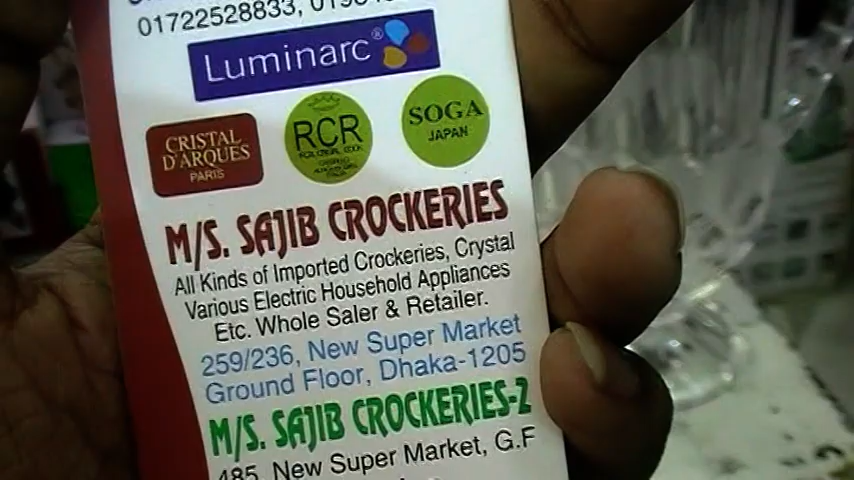 01722528833,
Luminarc®
CRISTAL
D'ARQUES
PARIS
RCR
SOGA
JAPAN
M/S. SAJIB CROCKERIES
All Kinds of Imported Crockeries, Crystal
Various Electric Household Appliances
Etc. Whole Saler & Retailer.
259/236, New Super Market
Ground Floor, Dhaka-1205
M/S. SAJIB CROCKERIES-2
485, New Super Market, G.F